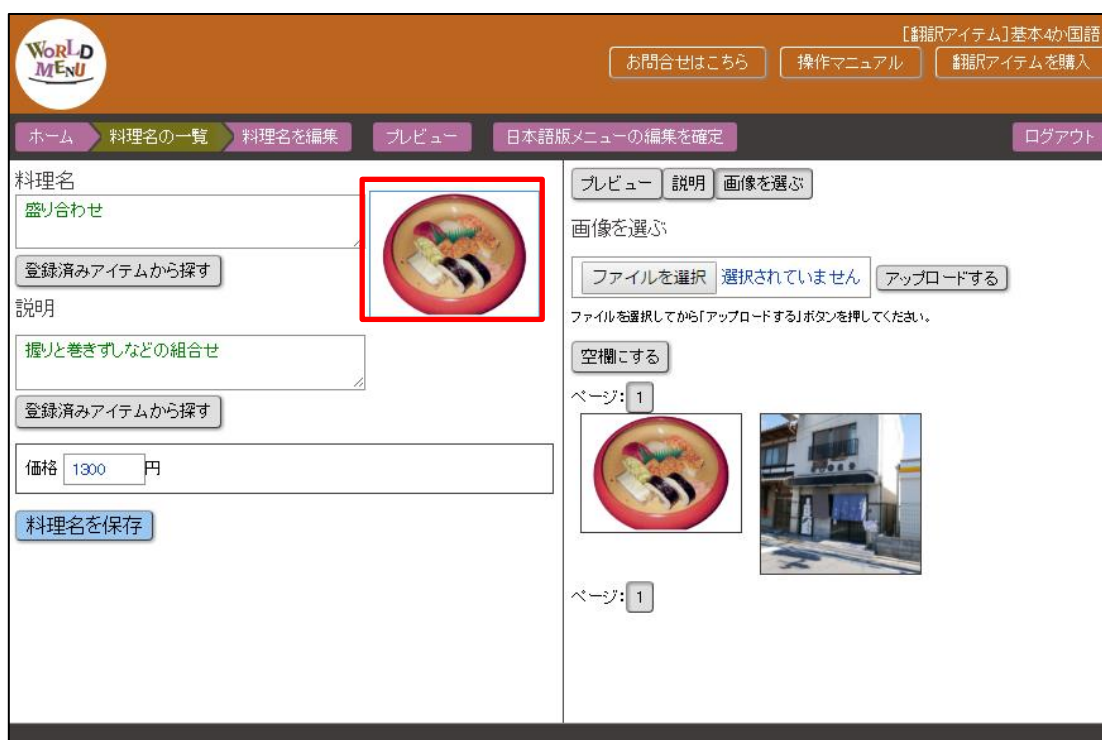 WORLD MENU
[翻訳アイテム]基本4か国語
お問合せはこちら 操作マニュアル 翻訳アイテムを購入
ホーム 料理名の一覧 料理名を編集 プレビュー 日本語版メニューの編集を確定 ログアウト
料理名
盛り合わせ
登録済みアイテムから探す
説明
握りと巻きずしなどの組合せ
登録済みアイテムから探す
価格 1300 円
料理名を保存
プレビュー 説明 画像を選ぶ
画像を選ぶ
ファイルを選択 選択されていません アップロードする
ファイルを選択してから「アップロードする」ボタンを押してください。
空欄にする
ページ: 1
ページ: 1